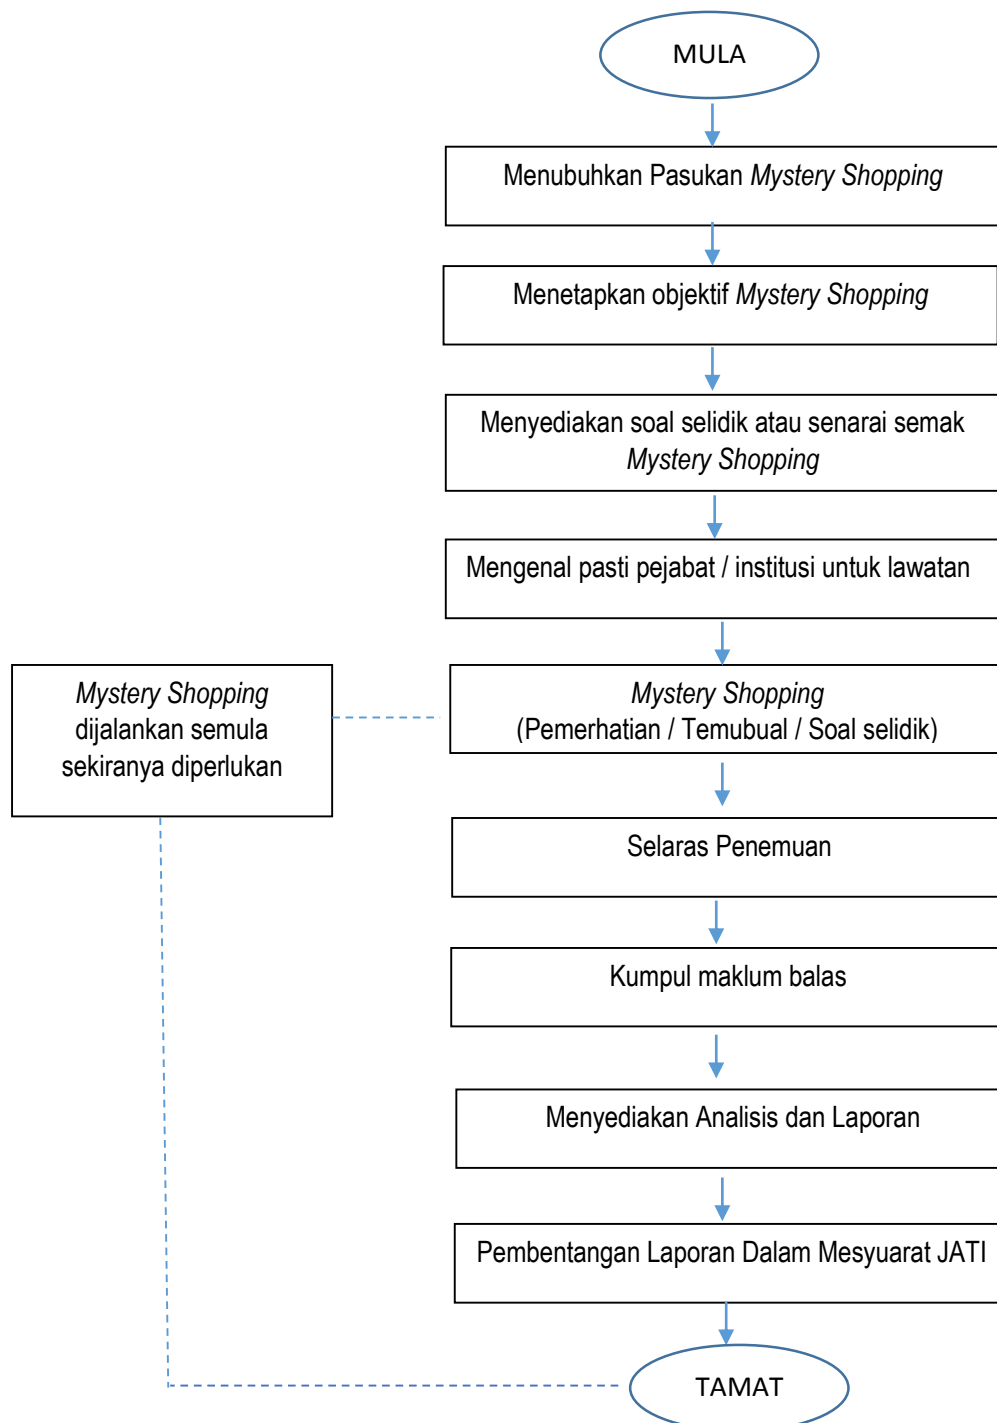 MULA
Menubuhkan Pasukan Mystery Shopping
Menetapkan objektif Mystery Shopping
Menyediakan soal selidik atau senarai semak
Mystery Shopping
Mengenal pasti pejabat / institusi untuk lawatan
Mystery Shopping
dijalankan semula
sekiranya diperlukan
Mystery Shopping
(Pemerhatian / Temubual / Soal selidik)
Selaras Penemuan
Kumpul maklum balas
Menyediakan Analisis dan Laporan
Pembentangan Laporan Dalam Mesyuarat JATI
TAMAT